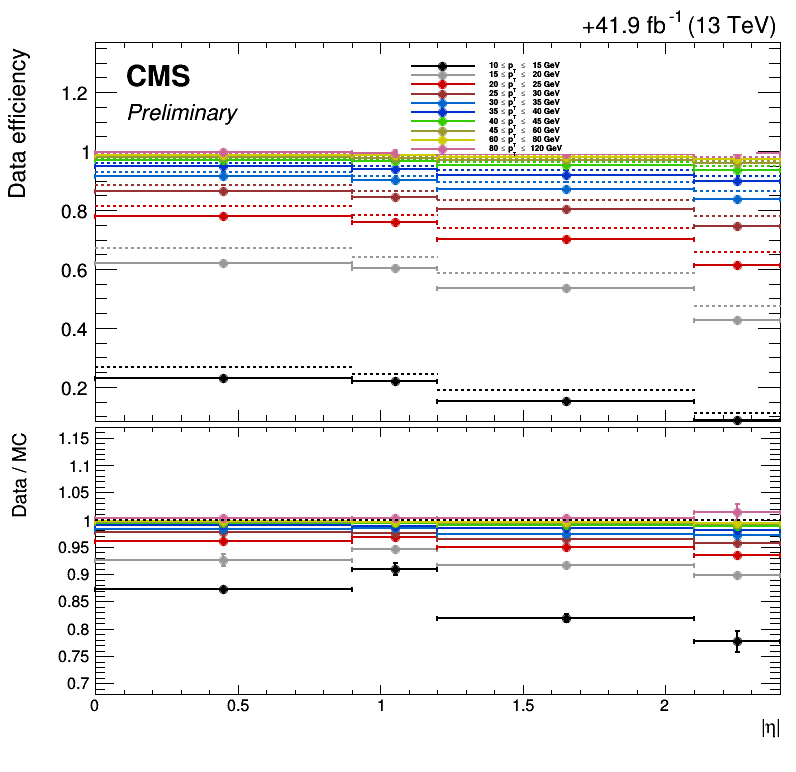 +41.9 fb⁻¹ (13 TeV)
CMS
Preliminary
10 ≤ p_T ≤ 15 GeV
15 ≤ p_T ≤ 20 GeV
20 ≤ p_T ≤ 25 GeV
25 ≤ p_T ≤ 30 GeV
30 ≤ p_T ≤ 35 GeV
35 ≤ p_T ≤ 40 GeV
40 ≤ p_T ≤ 45 GeV
45 ≤ p_T ≤ 60 GeV
60 ≤ p_T ≤ 80 GeV
80 ≤ p_T ≤ 120 GeV
Data efficiency
1.2
1
0.8
0.6
0.4
0.2
Data / MC
1.15
1.1
1.05
1
0.95
0.9
0.85
0.8
0.75
0.7
0 0.5 1 1.5 2
|η|